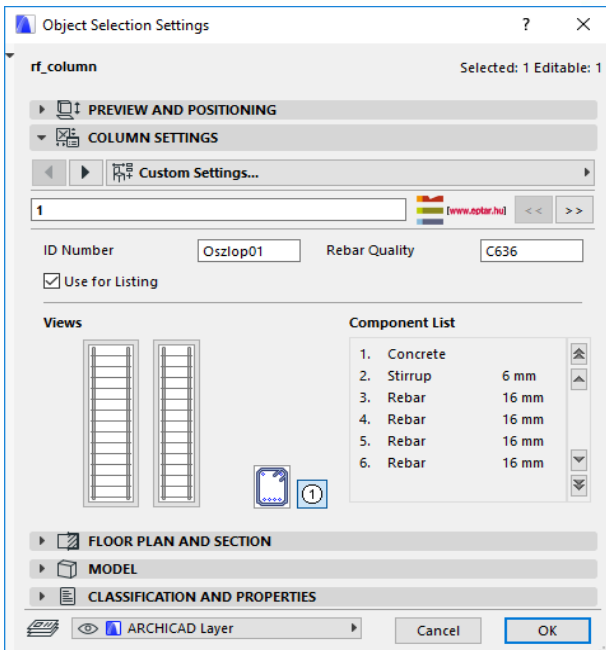 Object Selection Settings ? ×
rf_column Selected: 1 Editable: 1
PREVIEW AND POSITIONING
COLUMN SETTINGS
Custom Settings...
1 [www.eptar.hu] << >>
ID Number Oszlop01 Rebar Quality C636
Use for Listing
Views Component List
1. Concrete
2. Stirrup 6 mm
3. Rebar 16 mm
4. Rebar 16 mm
5. Rebar 16 mm
6. Rebar 16 mm
1
FLOOR PLAN AND SECTION
MODEL
CLASSIFICATION AND PROPERTIES
ARCHICAD Layer Cancel OK